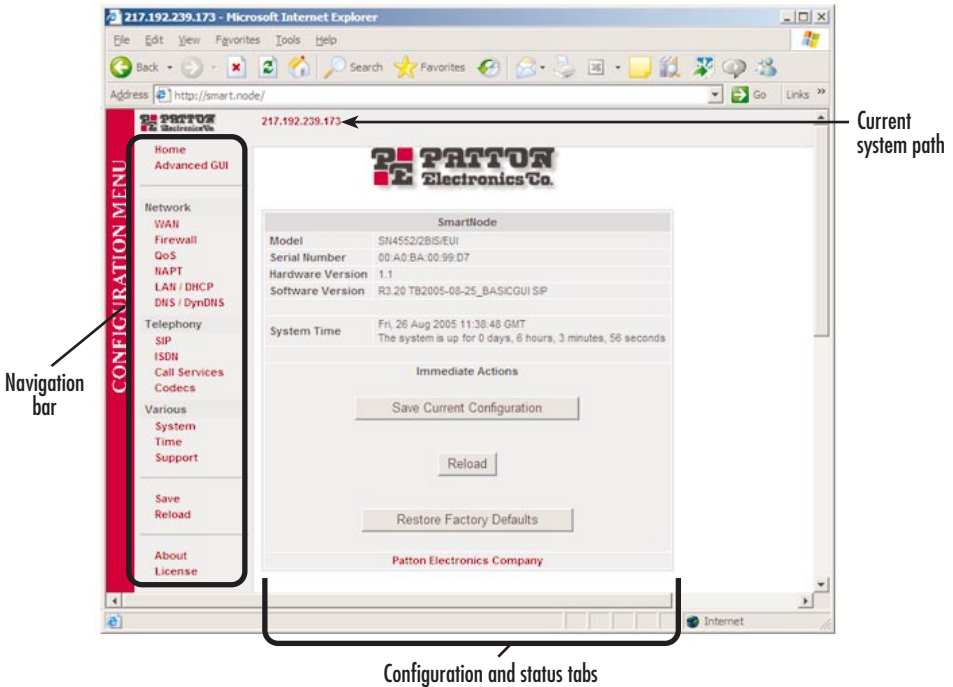 217.192.239.173 - Microsoft Internet Explorer
File Edit View Favorites Tools Help
Back Search Favorites
Address http://smart.node/ Go Links »
PATTON
Electronics Co.
217.192.239.173
Current
system path
CONFIGURATION MENU
Home
Advanced GUI
Network
WAN
Firewall
QoS
NAPT
LAN / DHCP
DNS / DynDNS
Telephony
SIP
ISDN
Call Services
Codecs
Various
System
Time
Support
Save
Reload
About
License
Navigation
bar
PE PATTON
Electronics Co.
SmartNode
Model SN4552/2BIS/EUI
Serial Number 00:A0:BA:00:99:D7
Hardware Version 1.1
Software Version R3.20 TB2005-08-25_BASICGUI SIP
System Time Fri, 26 Aug 2005 11:38:48 GMT
The system is up for 0 days, 6 hours, 3 minutes, 56 seconds
Immediate Actions
Save Current Configuration
Reload
Restore Factory Defaults
Patton Electronics Company
Internet
Configuration and status tabs